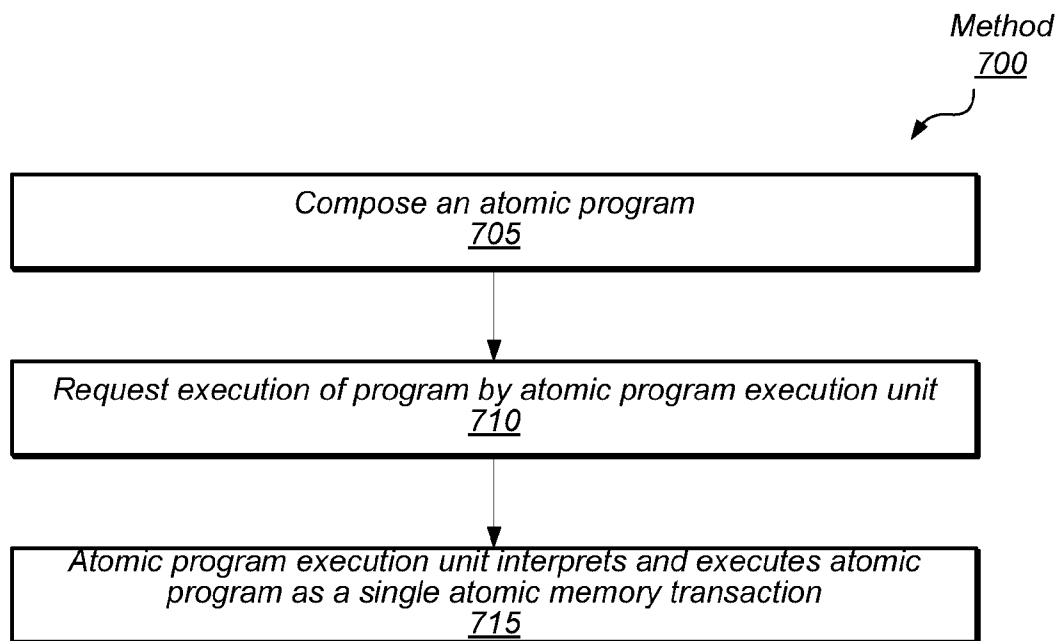 Method
700
Compose an atomic program
705
Request execution of program by atomic program execution unit
710
Atomic program execution unit interprets and executes atomic
program as a single atomic memory transaction
715